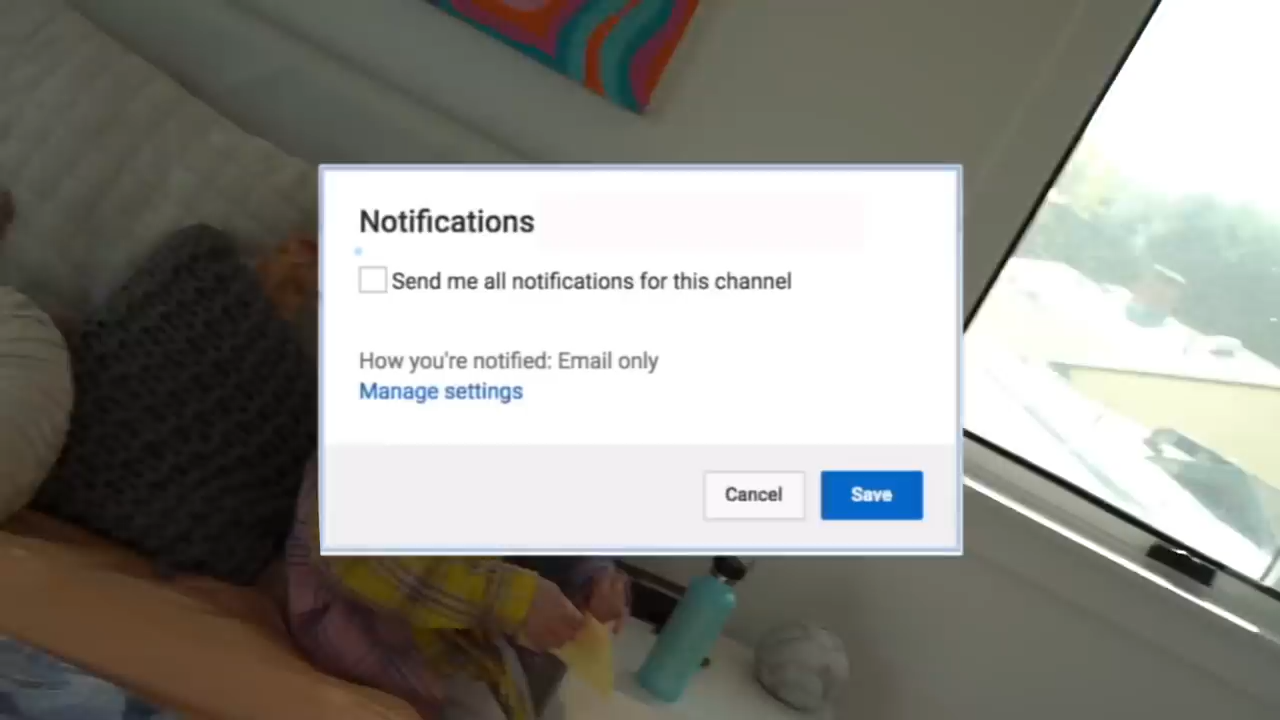 Notifications
Send me all notifications for this channel
How you're notified: Email only
Manage settings
Cancel
Save